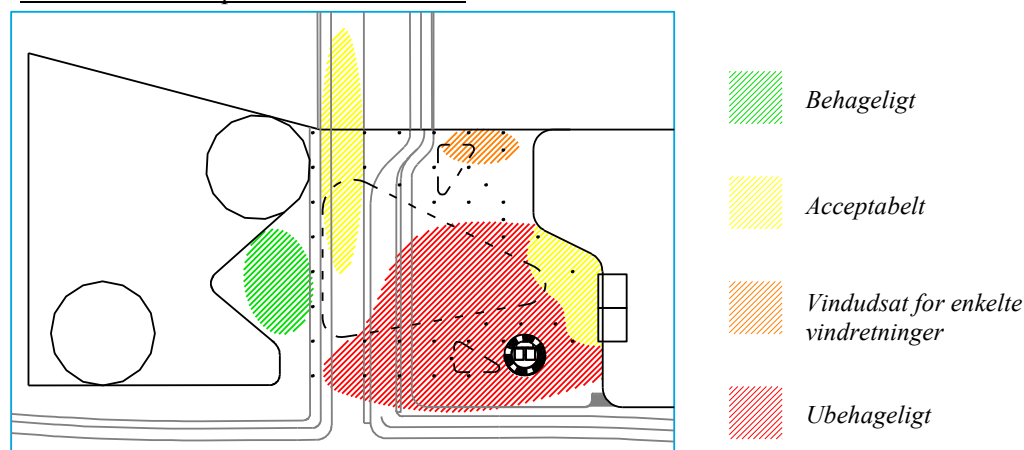 Behageligt
Acceptabelt
Vindudsat for enkelte
vindretninger
Ubehageligt